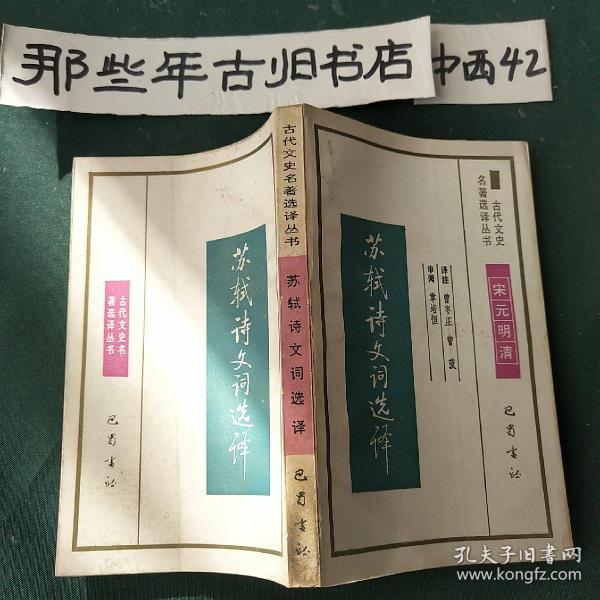 那些年古旧书店
中西42
古代文史名著选译丛书
苏轼诗文词选译
巴蜀书社
古代文史名
著选译丛书
苏轼诗文词选译
古代文史
名著选译丛书
宋元明清
巴蜀书社
译注 曾枣庄 曾弢
审阅 章培恒
苏轼诗文词选译
孔夫子旧书网
www.kongfz.com